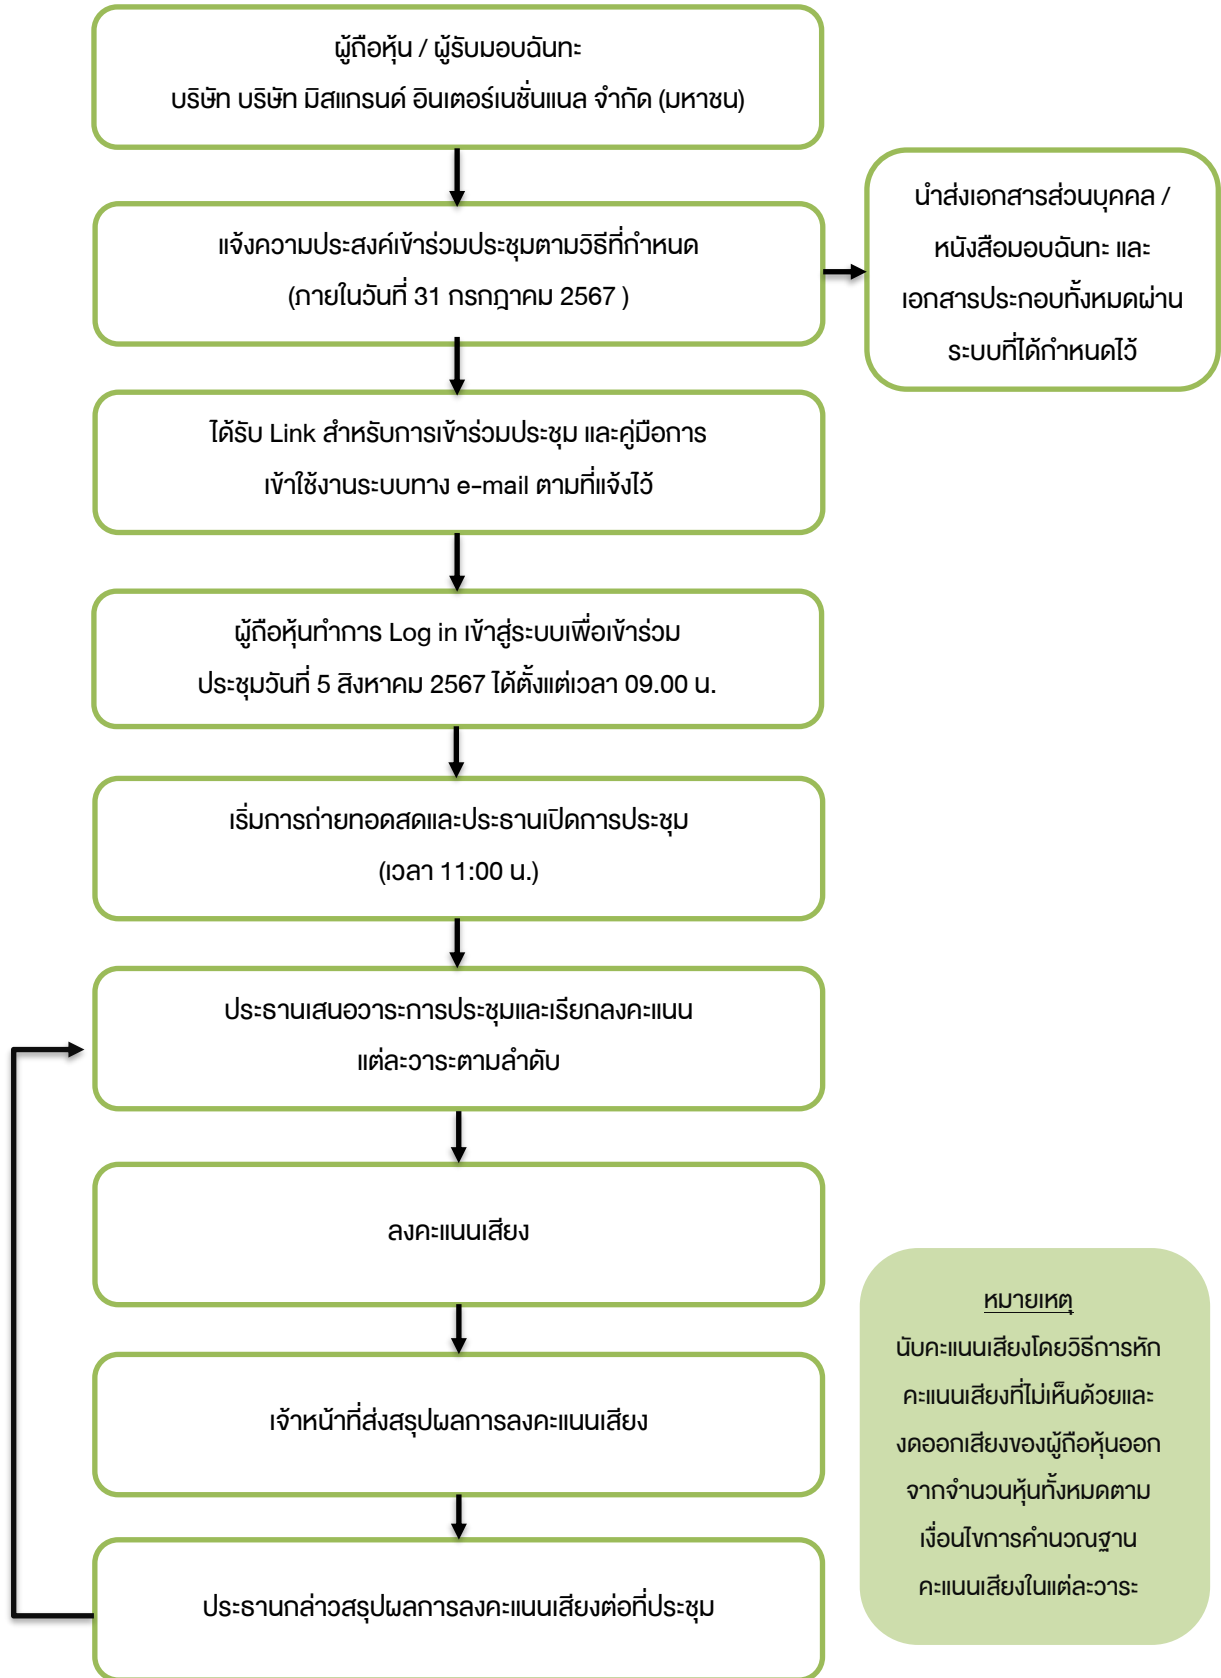 ผู้ถือหุ้น / ผู้รับมอบฉันทะ
บริษัท บริษัท มิสแกรนด์ อินเตอร์เนชั่นแนล จำกัด (มหาชน)
แจ้งความประสงค์เข้าร่วมประชุมตามวิธีที่กำหนด
(ภายในวันที่ 31 กรกฎาคม 2567 )
นำส่งเอกสารส่วนบุคคล /
หนังสือมอบฉันทะ และ
เอกสารประกอบทั้งหมดผ่าน
ระบบที่ได้กำหนดไว้
ได้รับ Link สำหรับการเข้าร่วมประชุม และคู่มือการ
เข้าใช้งานระบบทาง e-mail ตามที่แจ้งไว้
ผู้ถือหุ้นทำการ Log in เข้าสู่ระบบเพื่อเข้าร่วม
ประชุมวันที่ 5 สิงหาคม 2567 ได้ตั้งแต่เวลา 09.00 น.
เริ่มการถ่ายทอดสดและประธานเปิดการประชุม
(เวลา 11:00 น.)
ประธานเสนอวาระการประชุมและเรียกลงคะแนน
แต่ละวาระตามลำดับ
ลงคะแนนเสียง
เจ้าหน้าที่ส่งสรุปผลการลงคะแนนเสียง
ประธานกล่าวสรุปผลการลงคะแนนเสียงต่อที่ประชุม
หมายเหตุ
นับคะแนนเสียงโดยวิธีการหัก
คะแนนเสียงที่ไม่เห็นด้วยและ
งดออกเสียงของผู้ถือหุ้นออก
จากจำนวนหุ้นทั้งหมดตาม
เงื่อนไขการคำนวณฐาน
คะแนนเสียงในแต่ละวาระ